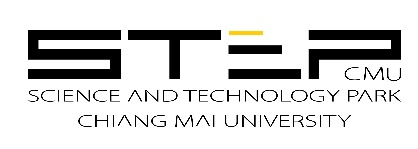 STEP
CMU
SCIENCE AND TECHNOLOGY PARK
CHIANG MAI UNIVERSITY